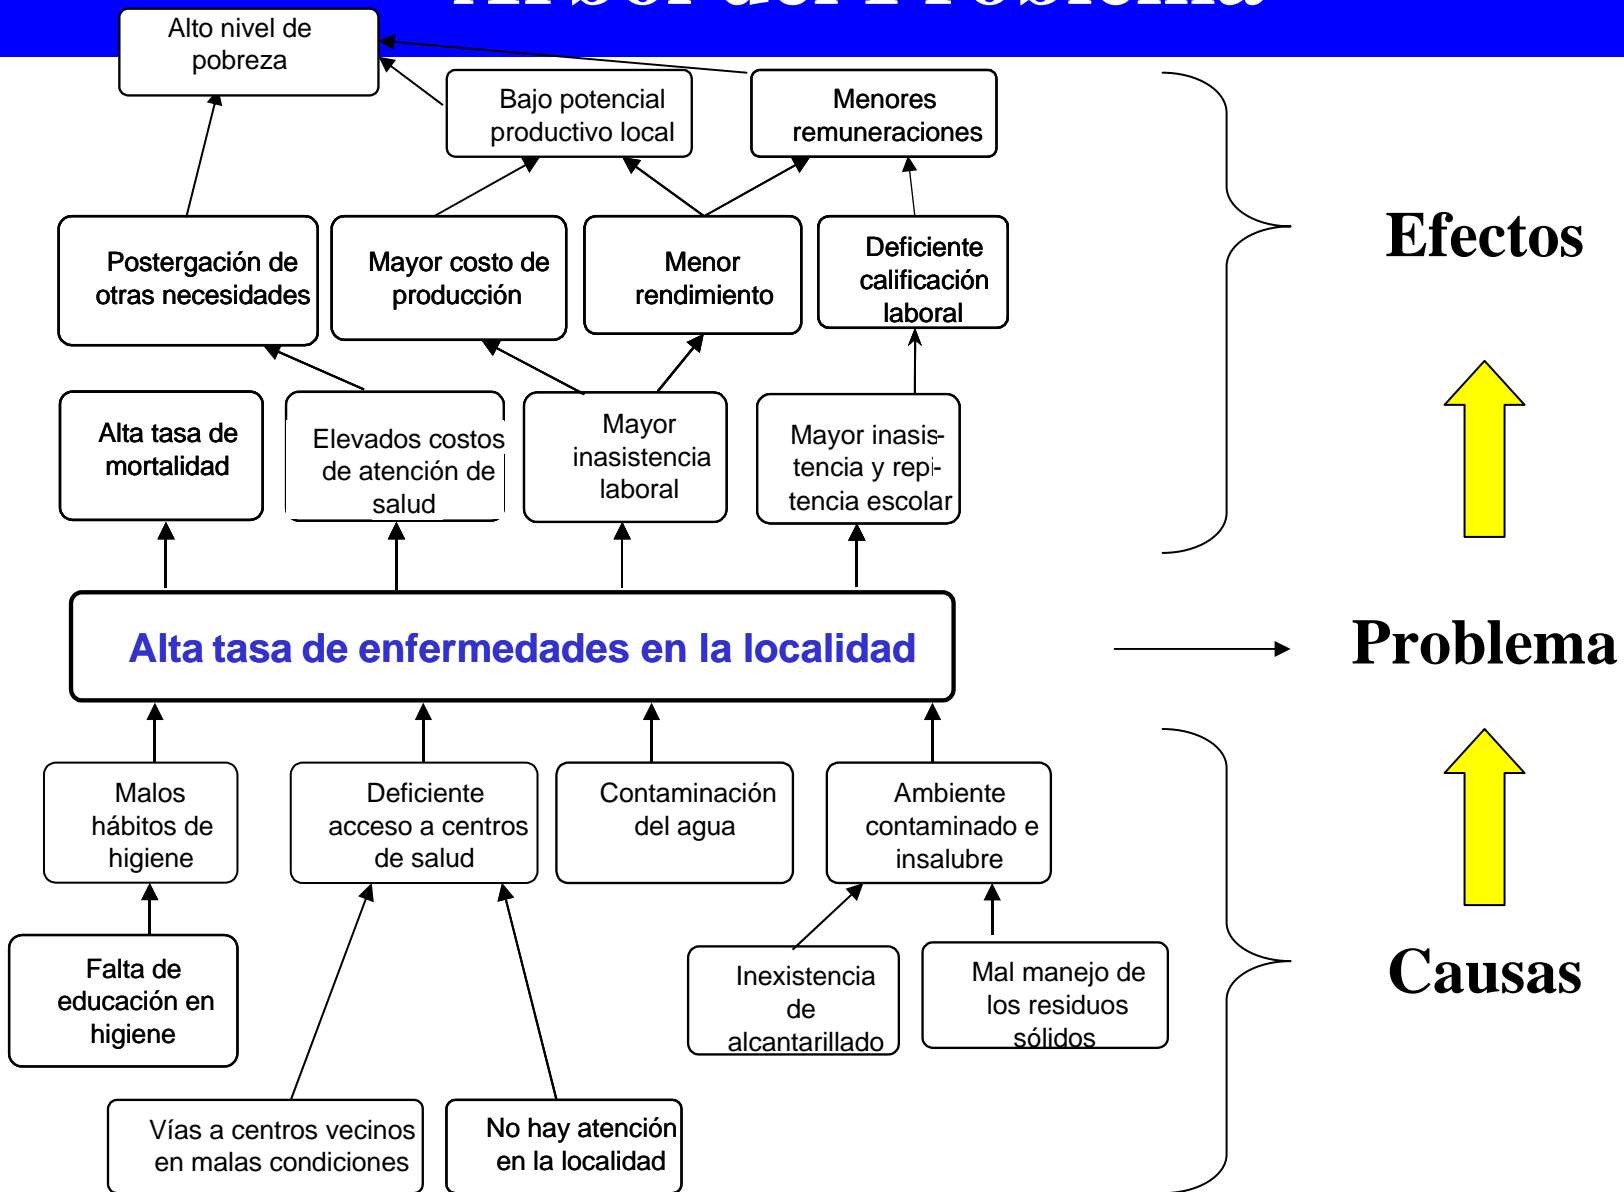 Árbol del Problema
Alto nivel de
pobreza
Bajo potencial
productivo local
Menores
remuneraciones
Postergación de
otras necesidades
Mayor costo de
producción
Menor
rendimiento
Deficiente
calificación
laboral
Efectos
Alta tasa de
mortalidad
Elevados costos
de atención de
salud
Mayor
inasistencia
laboral
Mayor inasis-
tencia y repi-
tencia escolar
Alta tasa de enfermedades en la localidad
Problema
Malos
hábitos de
higiene
Deficiente
acceso a centros
de salud
Contaminación
del agua
Ambiente
contaminado e
insalubre
Falta de
educación en
higiene
Inexistencia
de
alcantarillado
Mal manejo de
los residuos
sólidos
Causas
Vías a centros vecinos
en malas condiciones
No hay atención
en la localidad